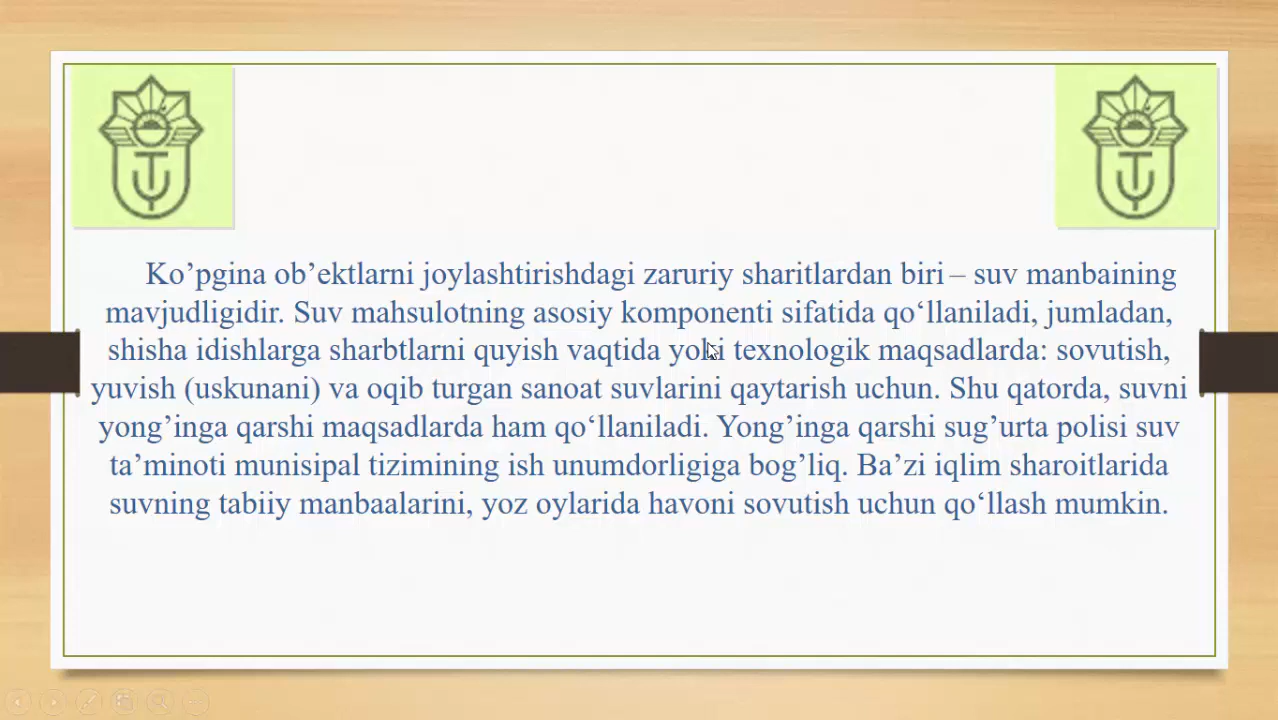 Ko’pgina ob’ektlarni joylashtirishdagi zaruriy sharitlardan biri – suv manbaining
mavjudligidir. Suv mahsulotning asosiy komponenti sifatida qo‘llaniladi, jumladan,
shisha idishlarga sharbtlarni quyish vaqtida yoki texnologik maqsadlarda: sovutish,
yuvish (uskunani) va oqib turgan sanoat suvlarini qaytarish uchun. Shu qatorda, suvni
yong’inga qarshi maqsadlarda ham qo‘llaniladi. Yong’inga qarshi sug’urta polisi suv
ta’minoti munisipal tizimining ish unumdorligiga bog’liq. Ba’zi iqlim sharoitlarida
suvning tabiiy manbaalarini, yoz oylarida havoni sovutish uchun qo‘llash mumkin.